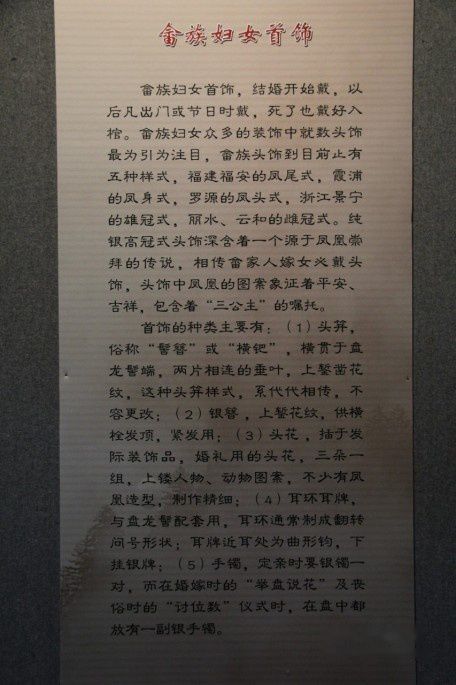 畲族妇女首饰
畲族妇女首饰，结婚开始戴，以
后凡出门或节日时戴，死了也戴好入
棺。畲族妇女众多的装饰中就数头饰
最为引为注目，畲族头饰到目前止有
五种样式，福建福安的凤尾式，霞浦
的凤身式，罗源的凤头式，浙江景宁
的雄冠式，丽水、云和的雌冠式。纯
银高冠式头饰深含着一个源于凤凰崇
拜的传说，相传畲家人嫁女必戴头
饰，头饰中凤凰的图案象征着平安、
吉祥，包含着“三公主”的嘱托。
首饰的种类主要有：（1）头笄，
俗称“髻簪”或“横钯”，横贯于盘
龙髻端，两片相连的垂叶，上錾凿花
纹，这种头笄样式，系代代相传，不
容更改；（2）银簪，上錾花纹，供横
栓发顶，紧发用；（3）头花，插于发
际装饰品，婚礼用的头花，三朵一
组，上镂人物、动物图案，不少有凤
凰造型，制作精细；（4）耳环耳牌，
与盘龙髻配套用，耳环通常制成翻转
问号形状；耳牌近耳处为曲形钩，下
挂银牌；（5）手镯，定亲时要银镯一
对，而在婚嫁时的“举盘说花”及丧
俗时的“讨位数”仪式时，在盘中都
放有一副银手镯。